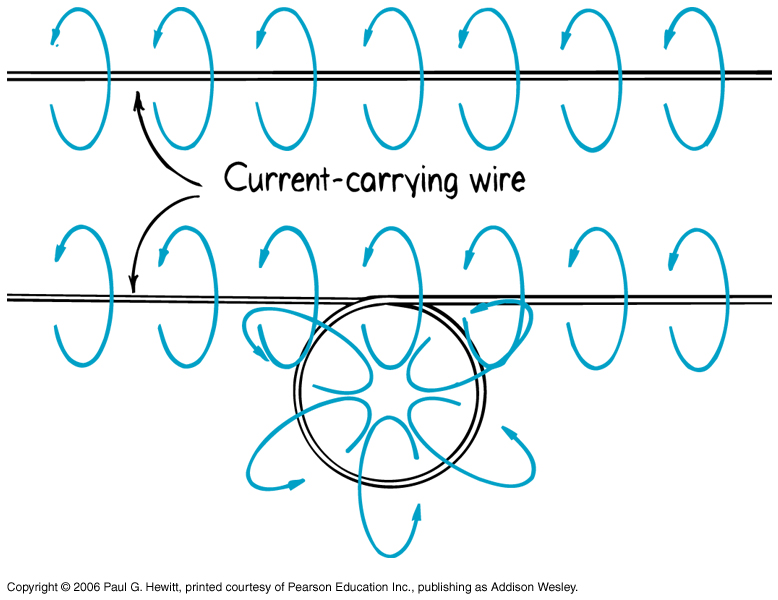 Current-carrying wire
Copyright © 2006 Paul G. Hewitt, printed courtesy of Pearson Education Inc., publishing as Addison Wesley.